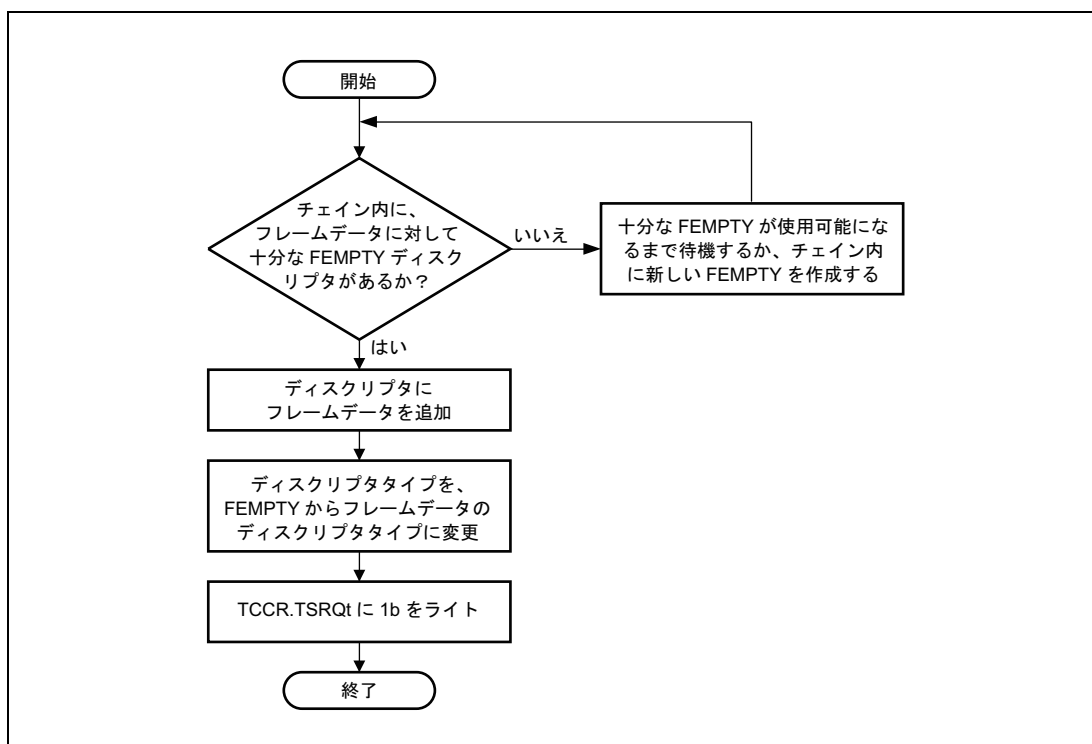 開始
チェイン内に、
フレームデータに対して
十分な FEMPTY ディスク
リプタがあるか？
いいえ
十分な FEMPTY が使用可能にな
るまで待機するか、チェイン内
に新しい FEMPTY を作成する
はい
ディスクリプタに
フレームデータを追加
ディスクリプタタイプを、
FEMPTY からフレームデータの
ディスクリプタタイプに変更
TCCR.TSRQt に 1b をライト
終了